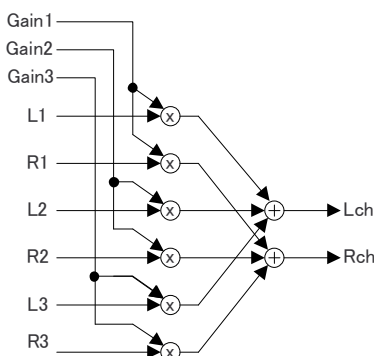 Gain1
Gain2
Gain3
L1
x
R1
x
L2
x
+
Lch
R2
x
+
Rch
L3
x
R3
x